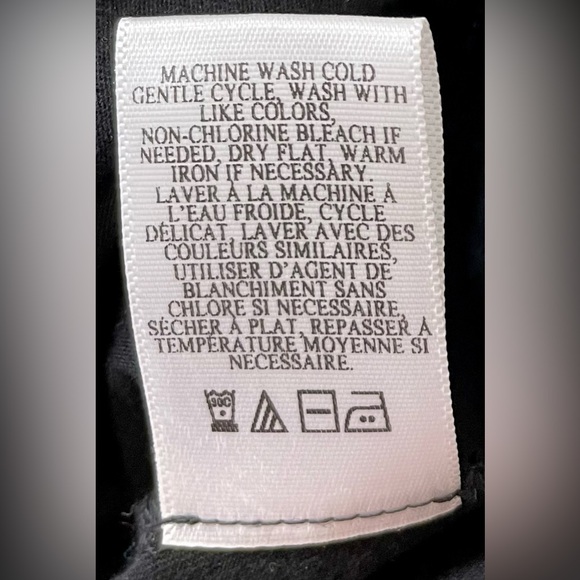 MACHINE WASH COLD
GENTLE CYCLE, WASH WITH
LIKE COLORS,
NON-CHLORINE BLEACH IF
NEEDED, DRY FLAT, WARM
IRON IF NECESSARY.
LAVER À LA MACHINE À
L'EAU FROIDE, CYCLE
DÉLICAT, LAVER AVEC DES
COULEURS SIMILAIRES,
UTILISER D'AGENT DE
BLANCHIMENT SANS
CHLORE SI NECESSAIRE,
SÉCHER À PLAT, REPASSER À
TEMPÉRATURE MOYENNE SI
NECESSAIRE.
30C